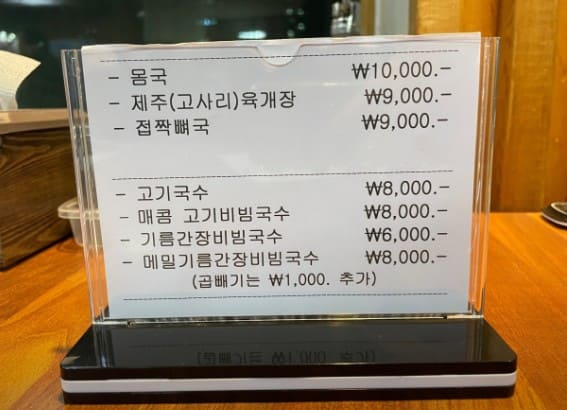 - 몸국 ₩10,000.-
- 제주(고사리)육개장 ₩9,000.-
- 접짝뼈국 ₩9,000.-
- 고기국수 ₩8,000.-
- 매콤 고기비빔국수 ₩8,000.-
- 기름간장비빔국수 ₩6,000.-
- 메밀기름간장비빔국수 ₩8,000.-
(곱빼기는 ₩1,000. 추가)